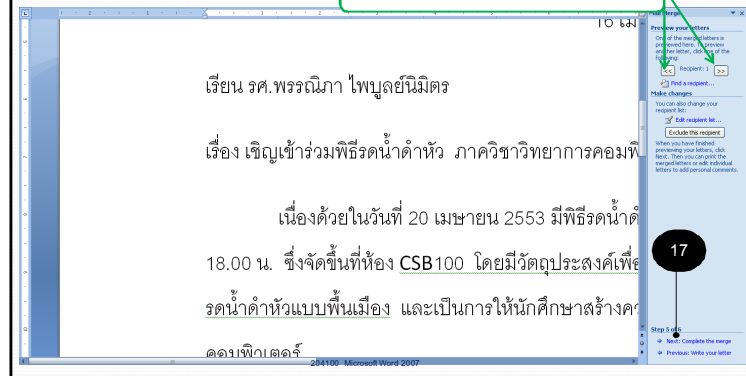 16 เม
เรียน รศ.พรรณิภา ไพบูลย์นิมิตร
เรื่อง เชิญเข้าร่วมพิธีรดน้ำดำหัว ภาควิชาวิทยาการคอมพิ
เนื่องด้วยในวันที่ 20 เมษายน 2553 มีพิธีรดน้ำดำ
18.00 น. ซึ่งจัดขึ้นที่ห้อง CSB100 โดยมีวัตถุประสงค์เพื่อ
รดน้ำดำหัวแบบพื้นเมือง และเป็นการให้นักศึกษาสร้างคว
คอมพิวเตอร์
204100 Microsoft Word 2007
Mail Merge
Preview your letters
One of the merged letters is
previewed here. To preview
another letter, click one of the
following:
<< Recipient: 1 >>
Find a recipient...
Make changes
You can also change your
recipient list:
Edit recipient list...
Exclude this recipient
When you have finished
previewing your letters, click
Next. Then you can print the
merged letters or edit individual
letters to add personal comments.
17
Step 5 of 6
Next: Complete the merge
Previous: Write your letter